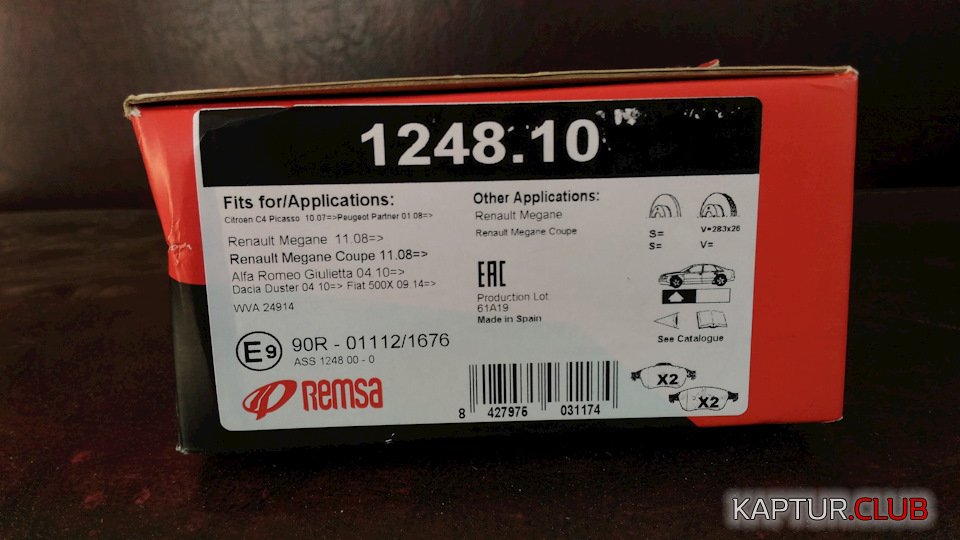 1248.10
Fits for/Applications:
Citroen C4 Picasso 10.07=>Peugeot Partner 01.08=>
Renault Megane 11.08=>
Renault Megane Coupe 11.08=>
Alfa Romeo Giulietta 04.10=>
Dacia Duster 04 10=> Fiat 500X 09.14=>
WVA 24914
E9 90R - 01112/1676
ASS 1248 00 - 0
REMSA
Other Applications:
Renault Megane
Renault Megane Coupe
EAC
Production Lot
61A19
Made in Spain
8 427975 031174
S= V=283x26
S= V=
See Catalogue
X2
X2
KAPTUR.CLUB